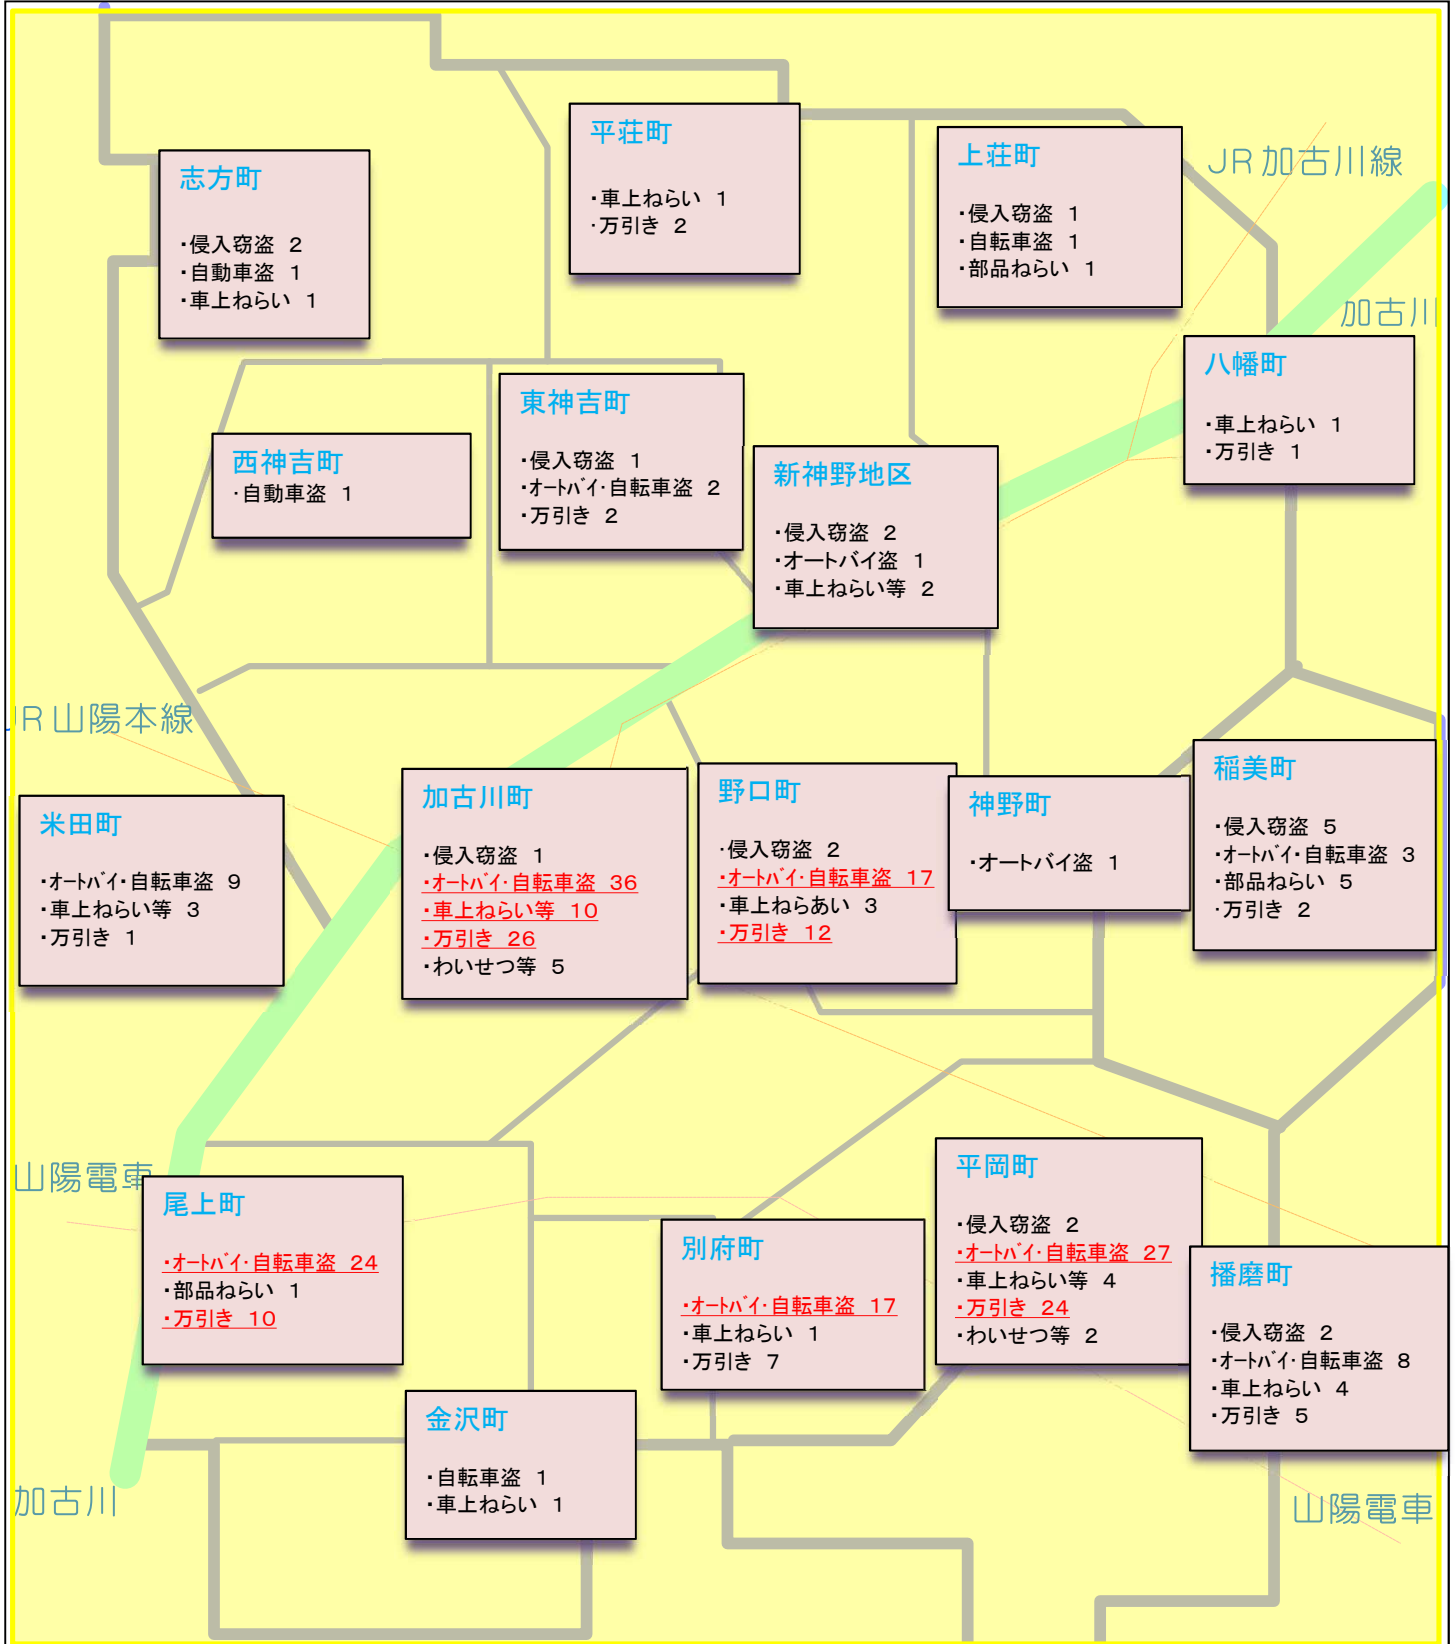 平荘町
・車上ねらい 1
・万引き 2
上荘町
・侵入窃盗 1
・自転車盗 1
・部品ねらい 1
JR加古川線
志方町
・侵入窃盗 2
・自動車盗 1
・車上ねらい 1
加古川
八幡町
・車上ねらい 1
・万引き 1
東神吉町
・侵入窃盗 1
・オートバイ・自転車盗 2
・万引き 2
西神吉町
・自動車盗 1
新神野地区
・侵入窃盗 2
・オートバイ盗 1
・車上ねらい等 2
JR山陽本線
米田町
・オートバイ・自転車盗 9
・車上ねらい等 3
・万引き 1
加古川町
・侵入窃盗 1
・オートバイ・自転車盗 36
・車上ねらい等 10
・万引き 26
・わいせつ等 5
野口町
・侵入窃盗 2
・オートバイ・自転車盗 17
・車上ねらあい 3
・万引き 12
神野町
・オートバイ盗 1
稲美町
・侵入窃盗 5
・オートバイ・自転車盗 3
・部品ねらい 5
・万引き 2
山陽電車
尾上町
・オートバイ・自転車盗 24
・部品ねらい 1
・万引き 10
別府町
・オートバイ・自転車盗 17
・車上ねらい 1
・万引き 7
平岡町
・侵入窃盗 2
・オートバイ・自転車盗 27
・車上ねらい等 4
・万引き 24
・わいせつ等 2
播磨町
・侵入窃盗 2
・オートバイ・自転車盗 8
・車上ねらい 4
・万引き 5
金沢町
・自転車盗 1
・車上ねらい 1
加古川
山陽電車